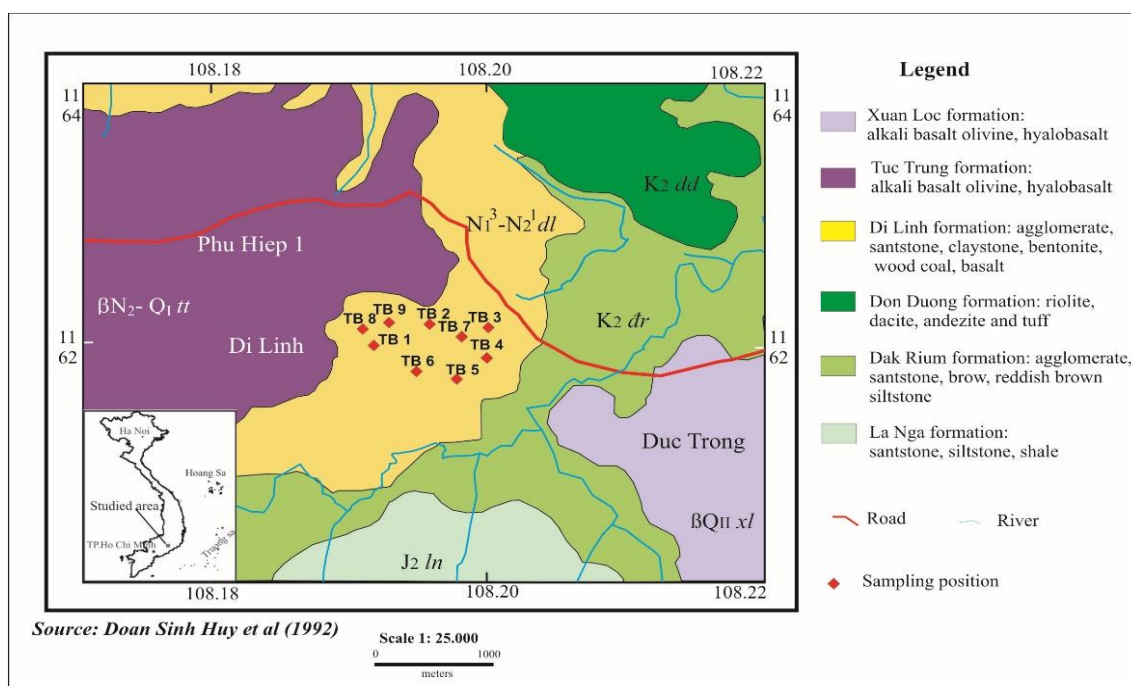 108.18
108.20
108.22
11
64
11
64
K2 dd
N1³-N2¹ dl
Phu Hiep 1
βN2- QI tt
K2 đr
TB 8
TB 9
TB 2
TB 7
TB 3
11
62
Di Linh
TB 1
TB 4
11
62
TB 6
TB 5
Duc Trong
βQII xl
J2 ln
Ha Noi
Hoang Sa
Studied area
TP.Ho Chi Minh
Truong sa
108.18
108.20
108.22
Source: Doan Sinh Huy et al (1992)
Scale 1: 25.000
0
1000
meters
Legend
Xuan Loc formation:
alkali basalt olivine, hyalobasalt
Tuc Trung formation:
alkali basalt olivine, hyalobasalt
Di Linh formation: agglomerate,
santstone, claystone, bentonite,
wood coal, basalt
Don Duong formation: riolite,
dacite, andezite and tuff
Dak Rium formation: agglomerate,
santstone, brow, reddish brown
siltstone
La Nga formation:
santstone, siltstone, shale
Road
River
Sampling position